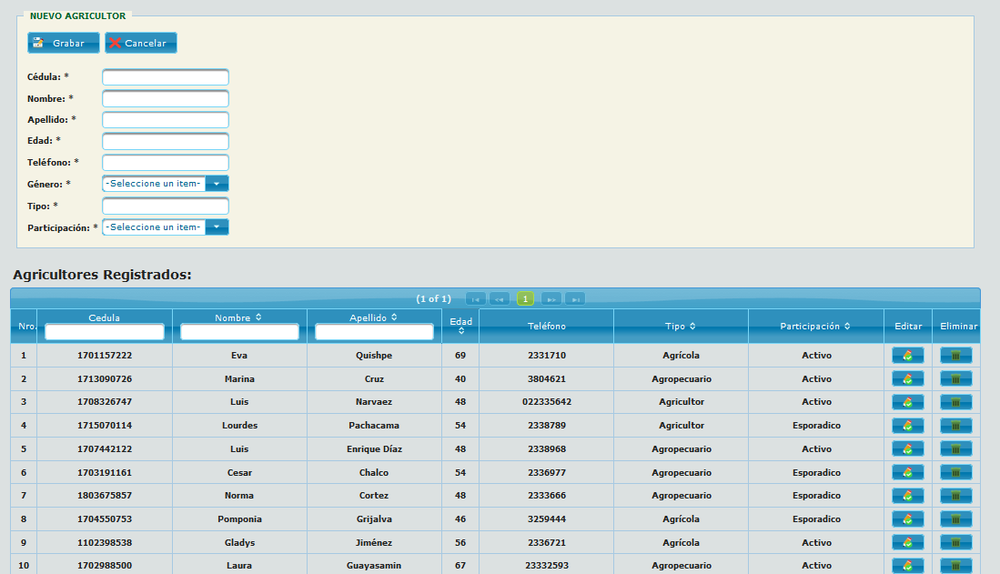 NUEVO AGRICULTOR
Grabar Cancelar
Cédula: *
Nombre: *
Apellido: *
Edad: *
Teléfono: *
Género: * -Seleccione un item-
Tipo: *
Participación: * -Seleccione un item-
Agricultores Registrados:
(1 of 1) 1
Nro. Cedula Nombre Apellido Edad Teléfono Tipo Participación Editar Eliminar
1 1701157222 Eva Quishpe 69 2331710 Agrícola Activo
2 1713090726 Marina Cruz 40 3804621 Agropecuario Activo
3 1708326747 Luis Narvaez 48 022335642 Agricultor Activo
4 1715070114 Lourdes Pachacama 54 2338789 Agricultor Esporadico
5 1707442122 Luis Enrique Díaz 48 2338968 Agropecuario Activo
6 1703191161 Cesar Chalco 54 2336977 Agropecuario Esporadico
7 1803675857 Norma Cortez 48 2333666 Agropecuario Esporadico
8 1704550753 Pomponia Grijalva 46 3259444 Agrícola Esporadico
9 1102398538 Gladys Jiménez 56 2336721 Agrícola Activo
10 1702988500 Laura Guayasamin 67 23332593 Agropecuario Activo